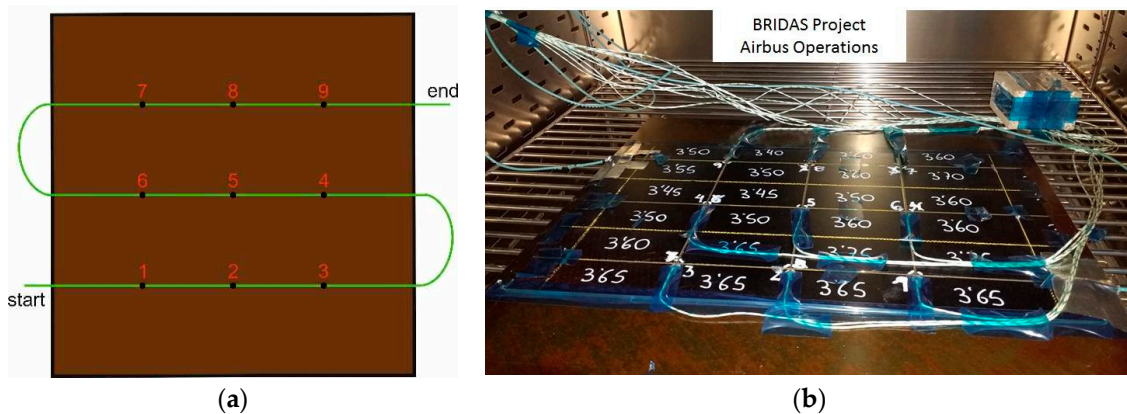 7 8 9
end
6 5 4
1 2 3
start
(a)
BRIDAS Project
Airbus Operations
3'50 3'40 3'60
3'55 3'50 3'60 3'70
3'45 3'45 3'50 3'60
3'50 3'50 3'60 3'60
3'60 3'65 3'75
3'65 3'65 3'65 3'65
(b)